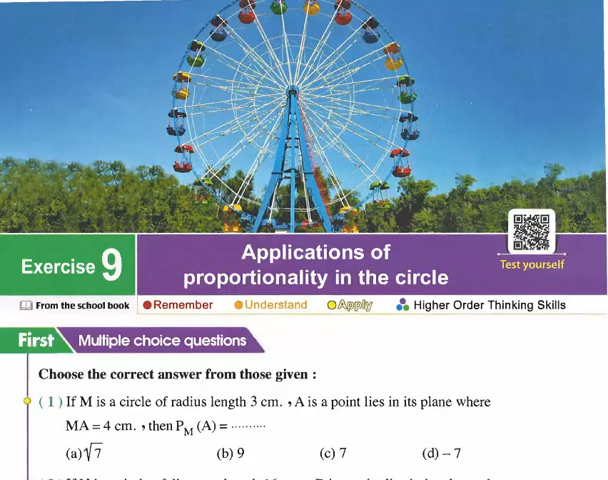 Exercise 9
Applications of
proportionality in the circle
Test yourself
From the school book
Remember
Understand
Apply
Higher Order Thinking Skills
First
Multiple choice questions
Choose the correct answer from those given :
( 1 ) If M is a circle of radius length 3 cm. , A is a point lies in its plane where
MA = 4 cm. , then P_M (A) = ··········
(a) √7 (b) 9 (c) 7 (d) – 7